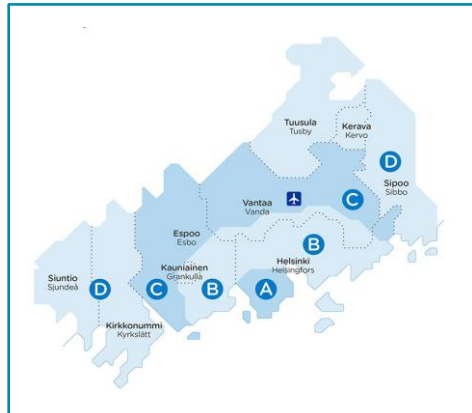 Tuusula
Tusby
Kerava
Kervo
D
Sipoo
Sibbo
Vantaa
Vanda
C
Espoo
Esbo
B
Helsinki
Helsingfors
Kauniainen
Grankulla
Siuntio
Sjundeå
D
C
B
A
Kirkkonummi
Kyrkslätt